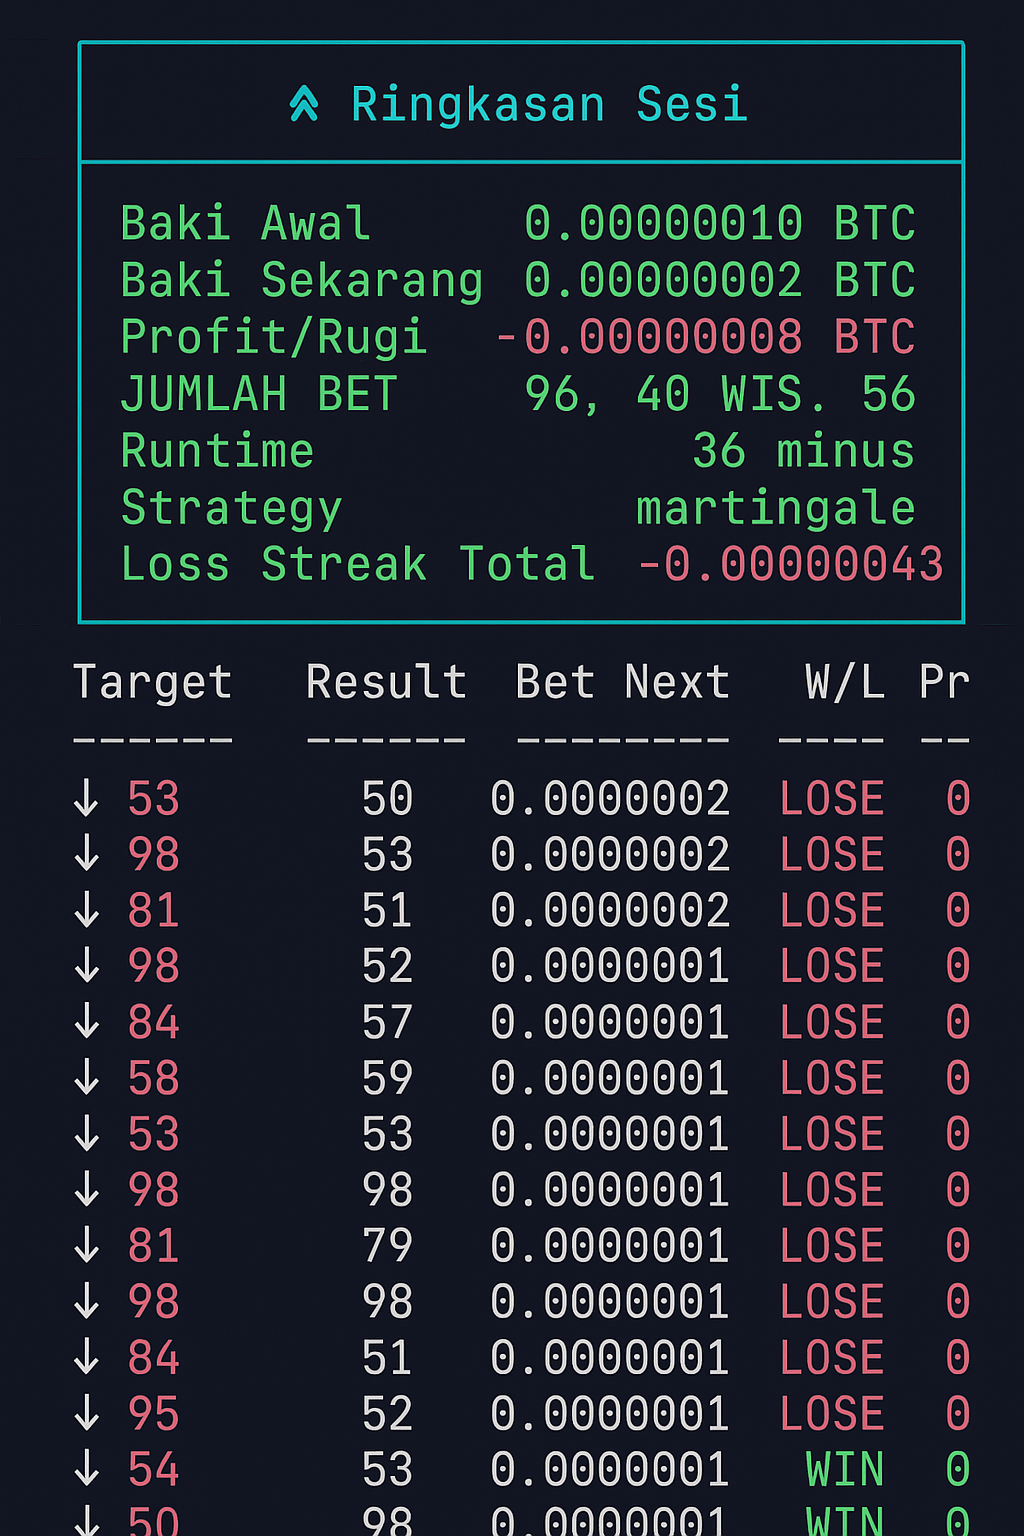 Ringkasan Sesi
Baki Awal 0.00000010 BTC
Baki Sekarang 0.00000002 BTC
Profit/Rugi -0.00000008 BTC
JUMLAH BET 96, 40 WIS. 56
Runtime 36 minus
Strategy martingale
Loss Streak Total -0.00000043
Target Result Bet Next W/L Pr
------ ------ -------- ---- --
↓ 53 50 0.0000002 LOSE 0
↓ 98 53 0.0000002 LOSE 0
↓ 81 51 0.0000002 LOSE 0
↓ 98 52 0.0000001 LOSE 0
↓ 84 57 0.0000001 LOSE 0
↓ 58 59 0.0000001 LOSE 0
↓ 53 53 0.0000001 LOSE 0
↓ 98 98 0.0000001 LOSE 0
↓ 81 79 0.0000001 LOSE 0
↓ 98 98 0.0000001 LOSE 0
↓ 84 51 0.0000001 LOSE 0
↓ 95 52 0.0000001 LOSE 0
↓ 54 53 0.0000001 WIN 0
↓ 50 98 0.0000001 WIN 0